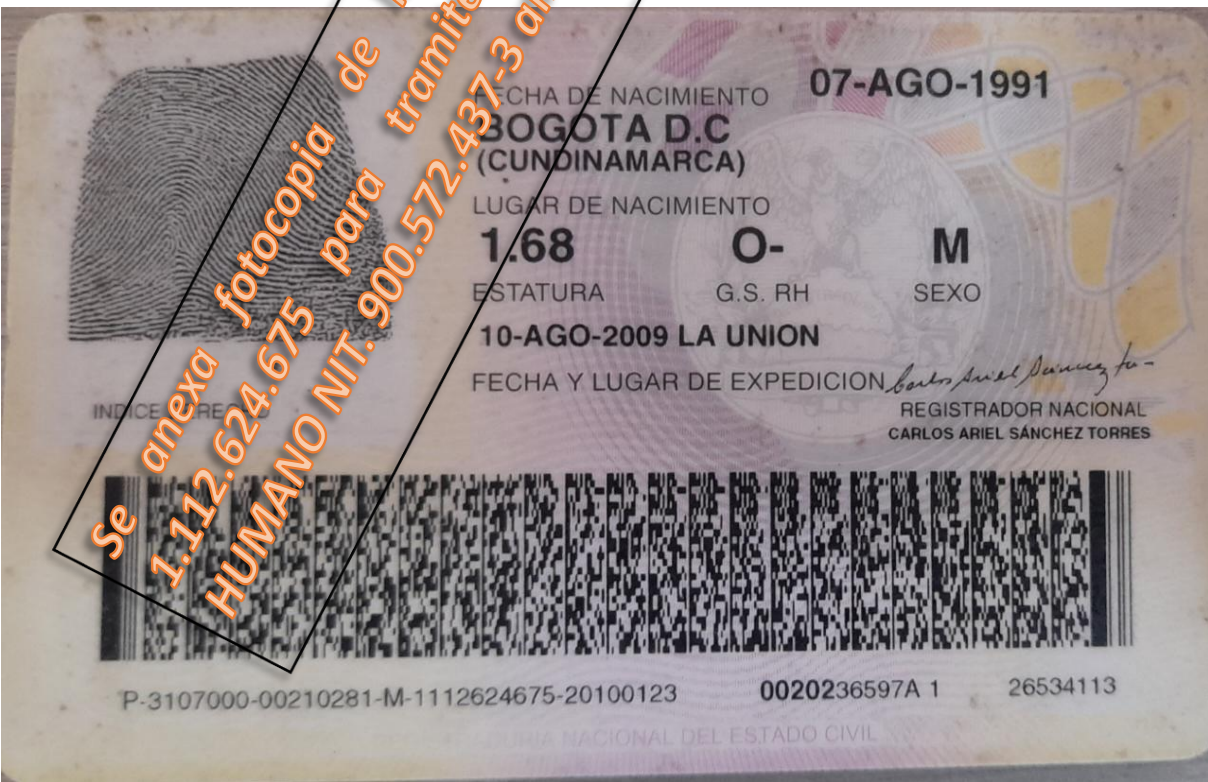 Se anexa fotocopia de
1.112.624.675 para
HUMANO NIT. 900.572.437-3
07-AGO-1991
FECHA DE NACIMIENTO
BOGOTA D.C
(CUNDINAMARCA)
LUGAR DE NACIMIENTO
1.68 O- M
ESTATURA G.S. RH SEXO
10-AGO-2009 LA UNION
FECHA Y LUGAR DE EXPEDICION
INDICE DERECHO
REGISTRADOR NACIONAL
CARLOS ARIEL SÁNCHEZ TORRES
P-3107000-00210281-M-1112624675-20100123 0020236597A 1 26534113
NACIONAL DEL ESTADO CIVIL